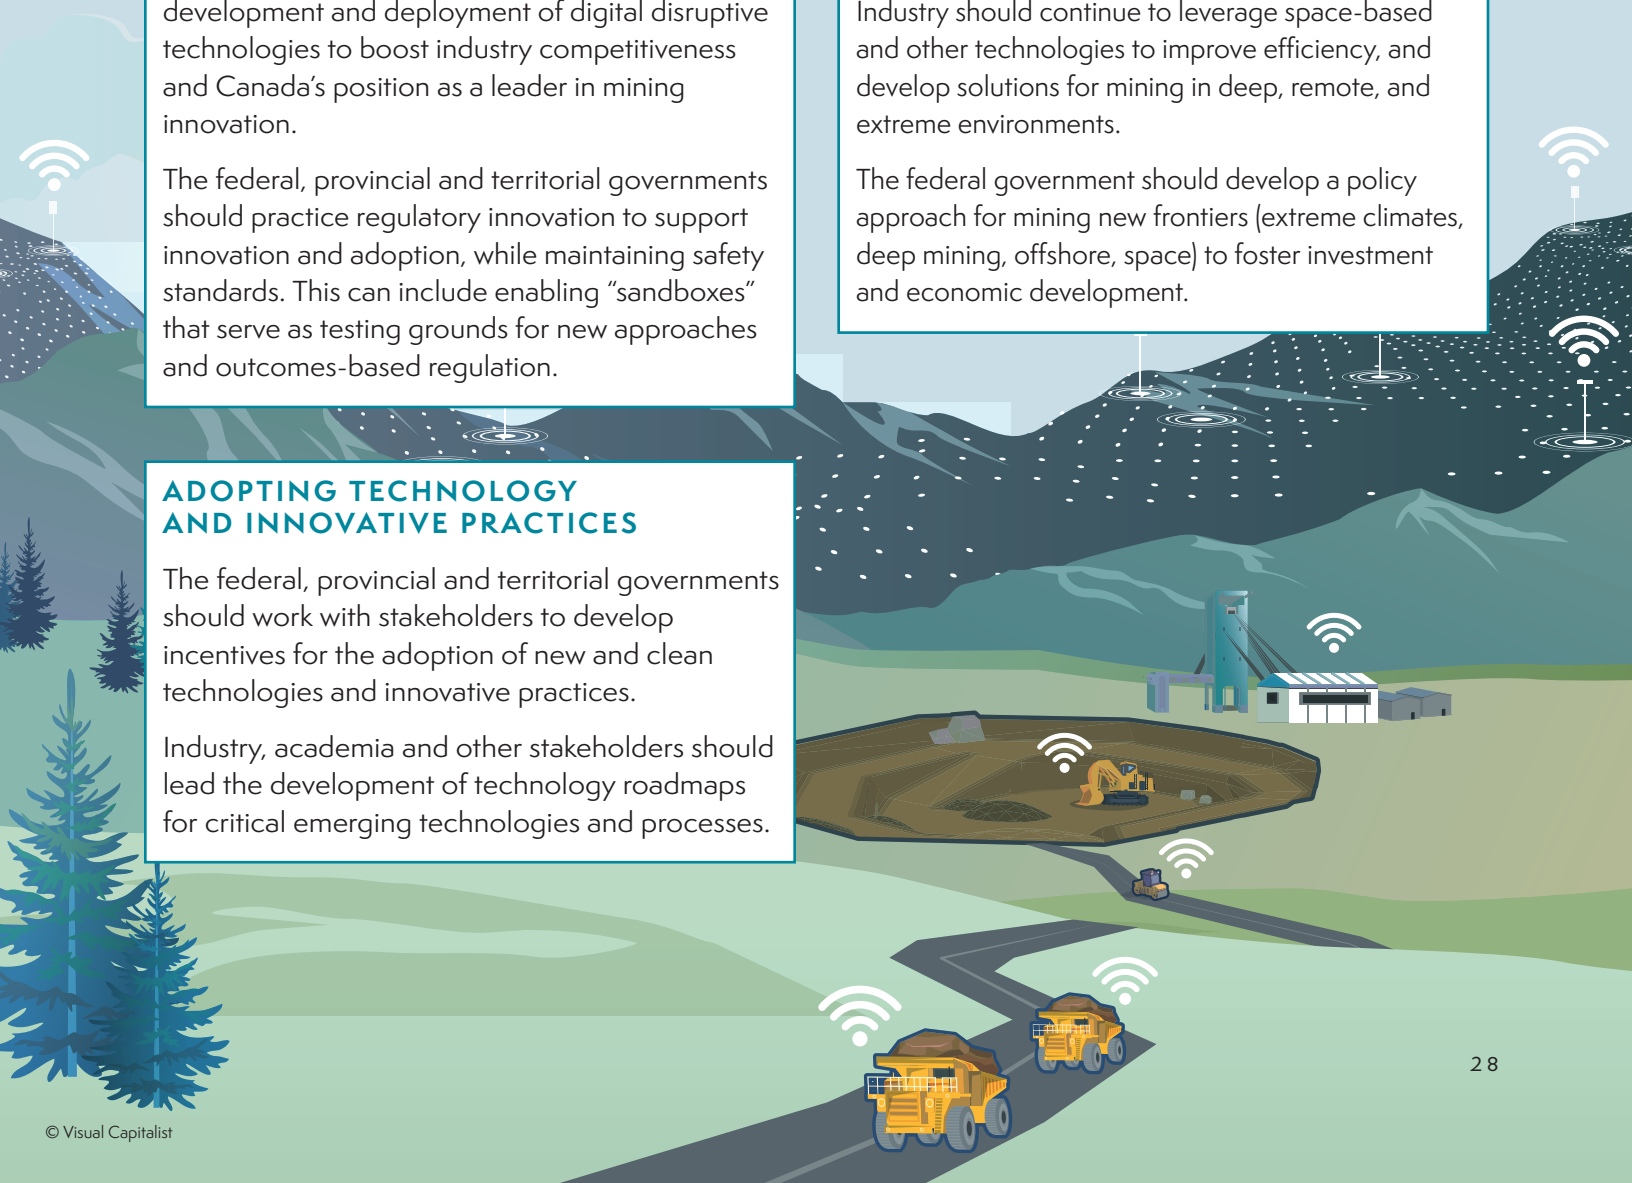 development and deployment of digital disruptive
technologies to boost industry competitiveness
and Canada’s position as a leader in mining
innovation.
The federal, provincial and territorial governments
should practice regulatory innovation to support
innovation and adoption, while maintaining safety
standards. This can include enabling “sandboxes”
that serve as testing grounds for new approaches
and outcomes-based regulation.
ADOPTING TECHNOLOGY
AND INNOVATIVE PRACTICES
The federal, provincial and territorial governments
should work with stakeholders to develop
incentives for the adoption of new and clean
technologies and innovative practices.
Industry, academia and other stakeholders should
lead the development of technology roadmaps
for critical emerging technologies and processes.
Industry should continue to leverage space-based
and other technologies to improve efficiency, and
develop solutions for mining in deep, remote, and
extreme environments.
The federal government should develop a policy
approach for mining new frontiers (extreme climates,
deep mining, offshore, space) to foster investment
and economic development.
28
© Visual Capitalist